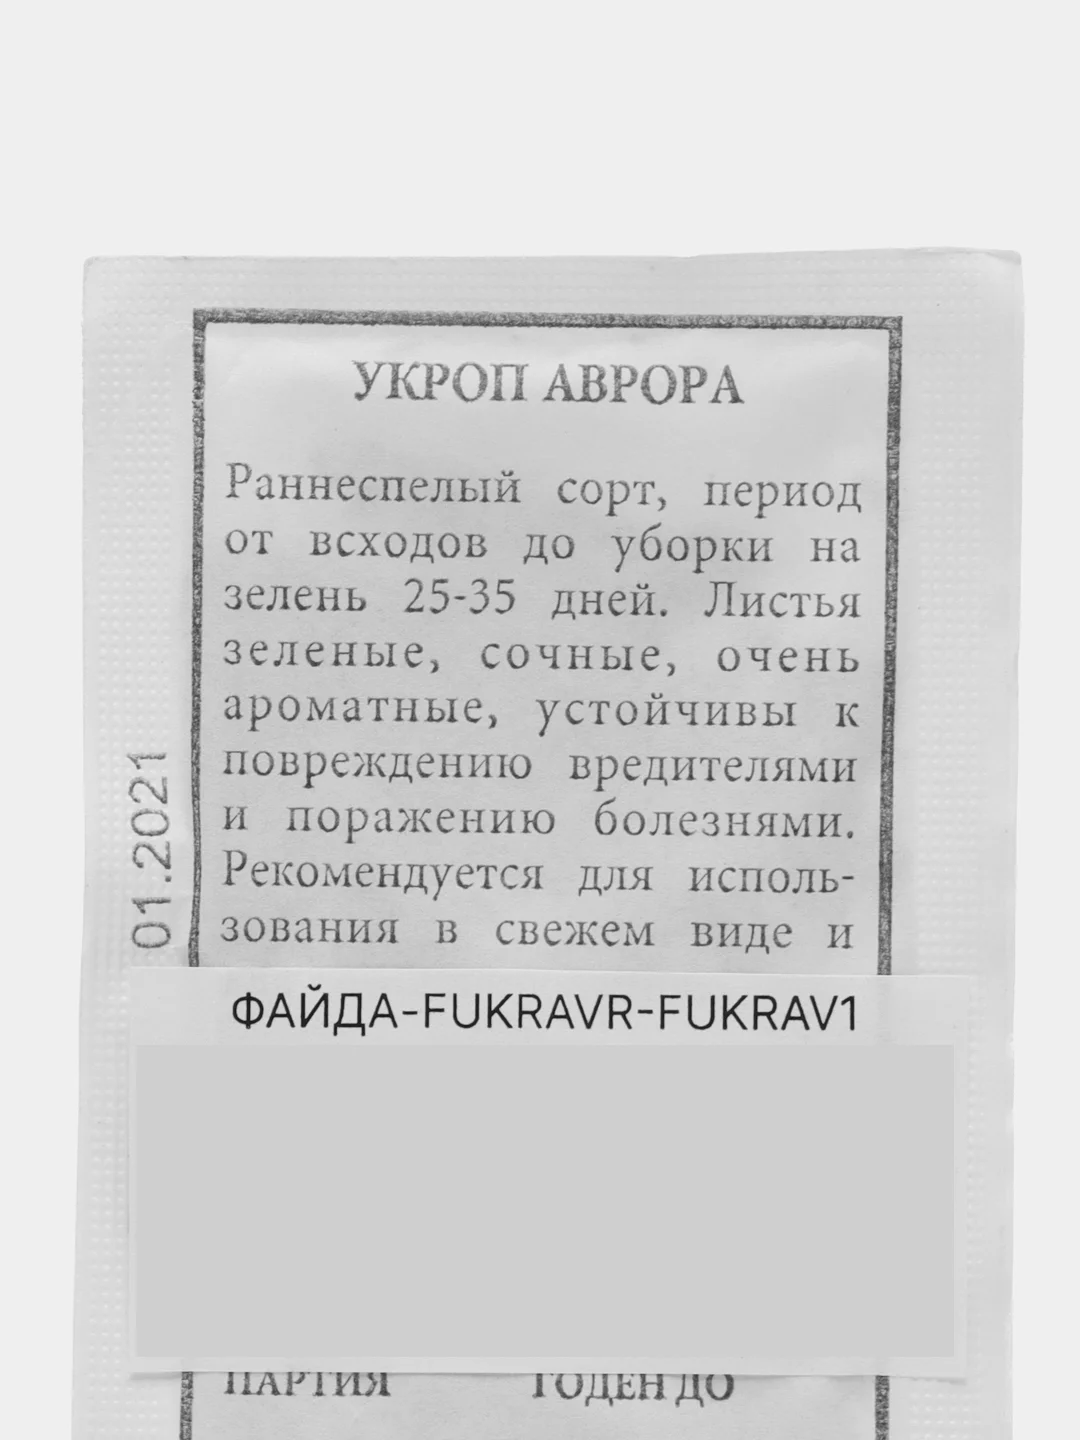 УКРОП АВРОРА
Раннеспелый сорт, период
от всходов до уборки на
зелень 25-35 дней. Листья
зеленые, сочные, очень
ароматные, устойчивы к
повреждению вредителями
и поражению болезнями.
Рекомендуется для исполь-
зования в свежем виде и
01.2021
ФАЙДА-FUKRAVR-FUKRAV1
ПАРТИЯ ГОДЕН ДО